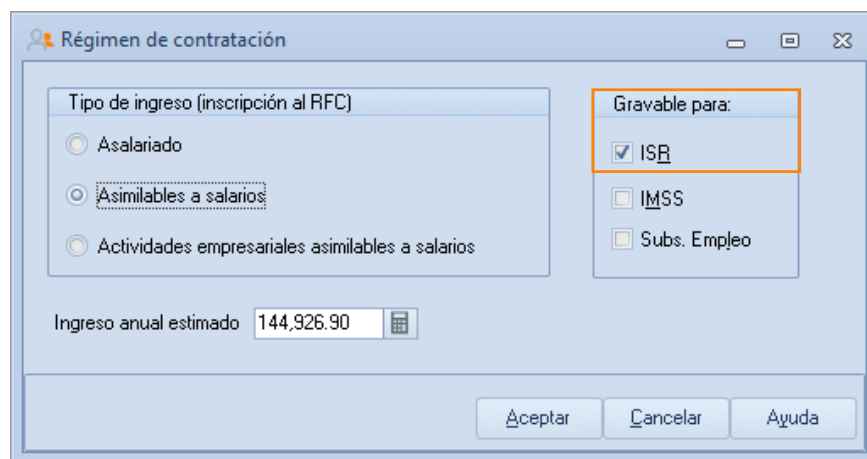 Régimen de contratación
Tipo de ingreso (inscripción al RFC)
Asalariado
Asimilables a salarios
Actividades empresariales asimilables a salarios
Gravable para:
ISR
IMSS
Subs. Empleo
Ingreso anual estimado 144,926.90
Aceptar Cancelar Ayuda